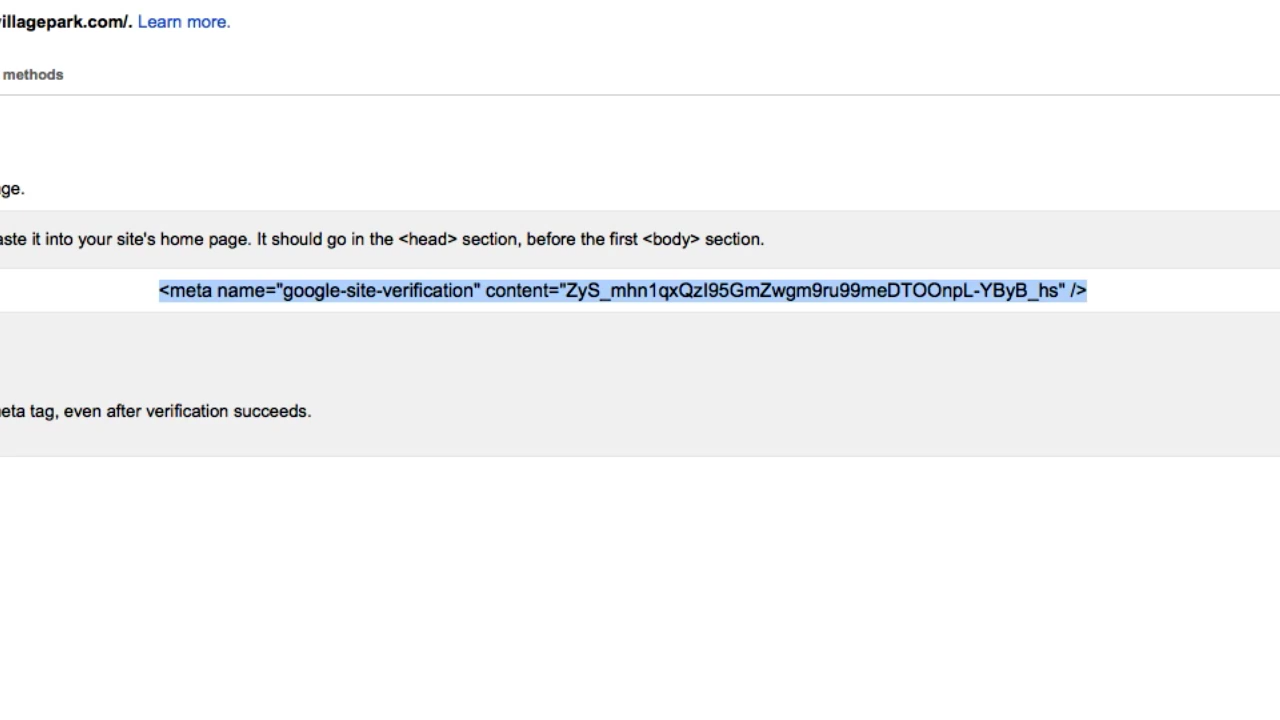 illagepark.com/. Learn more.
methods
ge.
aste it into your site's home page. It should go in the <head> section, before the first <body> section.
<meta name="google-site-verification" content="ZyS_mhn1qxQzI95GmZwgm9ru99meDTOOnpL-YByB_hs" />
eta tag, even after verification succeeds.